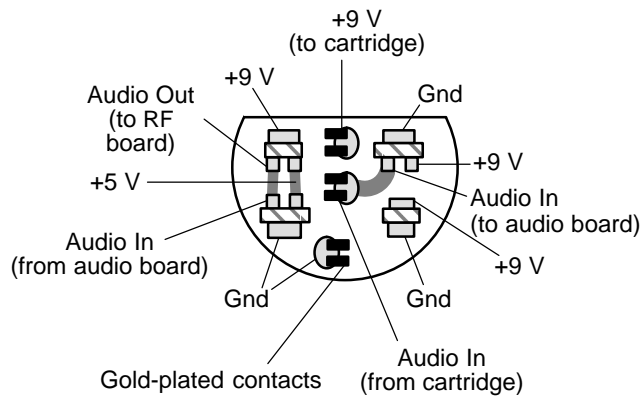 +9 V
(to cartridge)
+9 V
Audio Out
(to RF
board)
Gnd
+9 V
+5 V
Audio In
(to audio board)
Audio In
(from audio board)
+9 V
Gnd
Gnd
Audio In
(from cartridge)
Gold-plated contacts